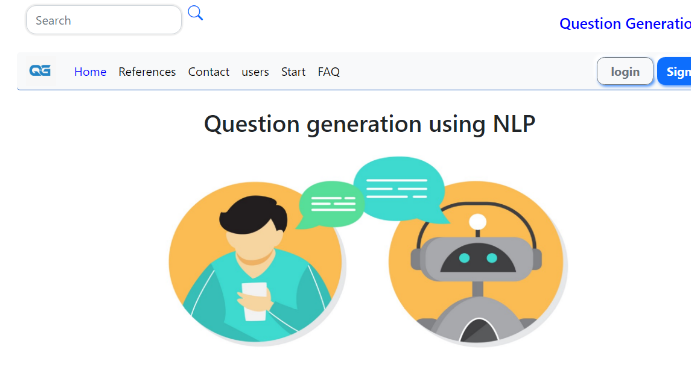 Search
Question Generatio
QG
Home References Contact users Start FAQ
login
Sign
Question generation using NLP